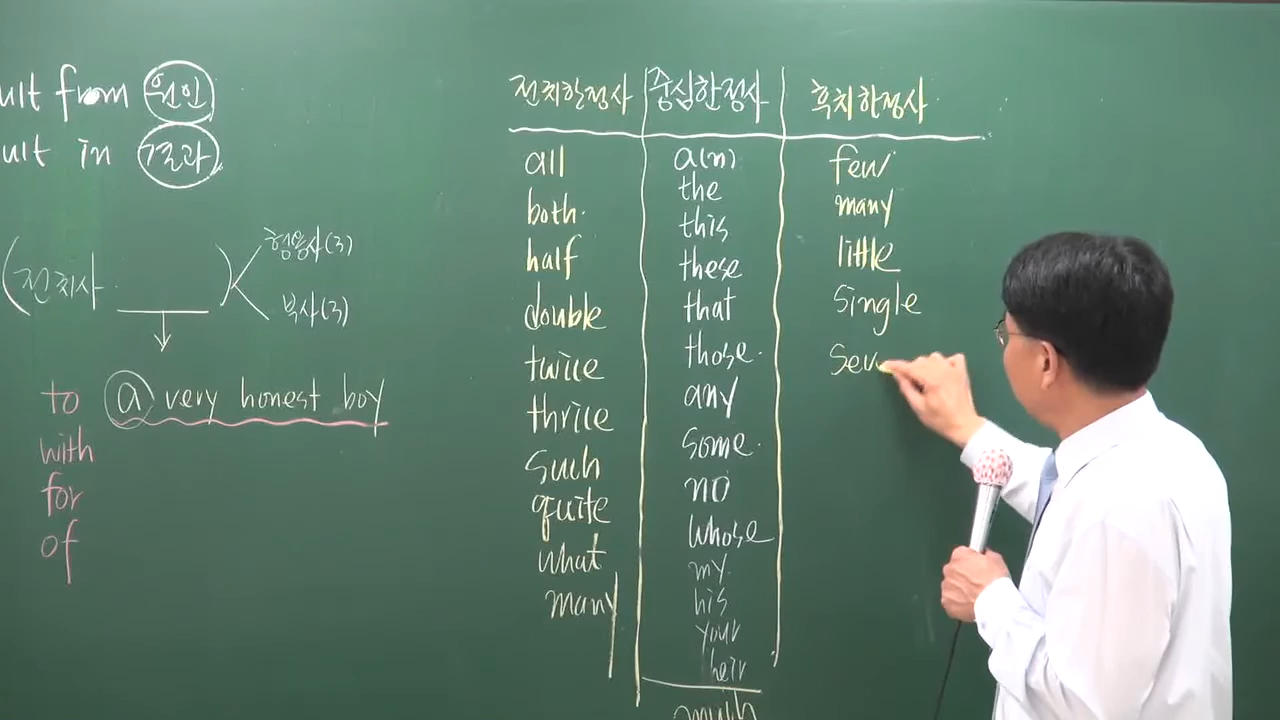 ult from 원인
ult in 결과
(전치사 ) 형용사(3)
부사(3)
a very honest boy
to
with
for
of
전치한정사 중심한정사 후치한정사
all a(n) few
both the many
half this little
double these single
twice that sev
thrice those
such any
quite some
what no
many whose
my
his
your
heir
much